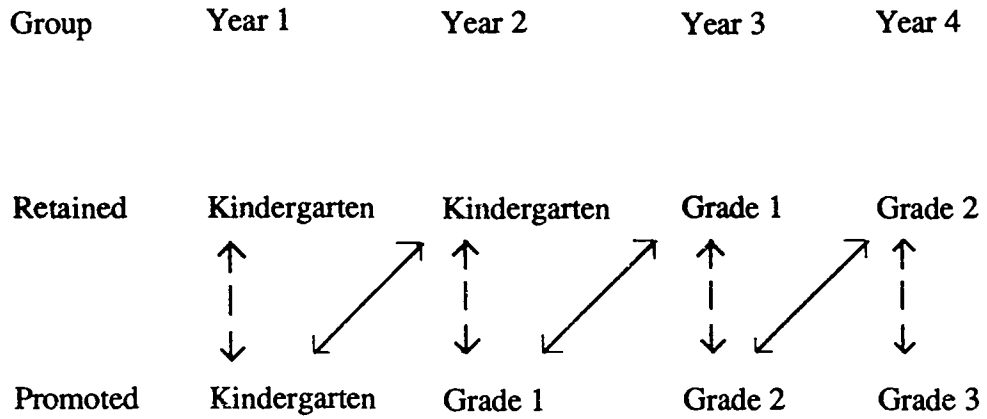 Group Year 1 Year 2 Year 3 Year 4
Retained Kindergarten Kindergarten Grade 1 Grade 2
Promoted Kindergarten Grade 1 Grade 2 Grade 3